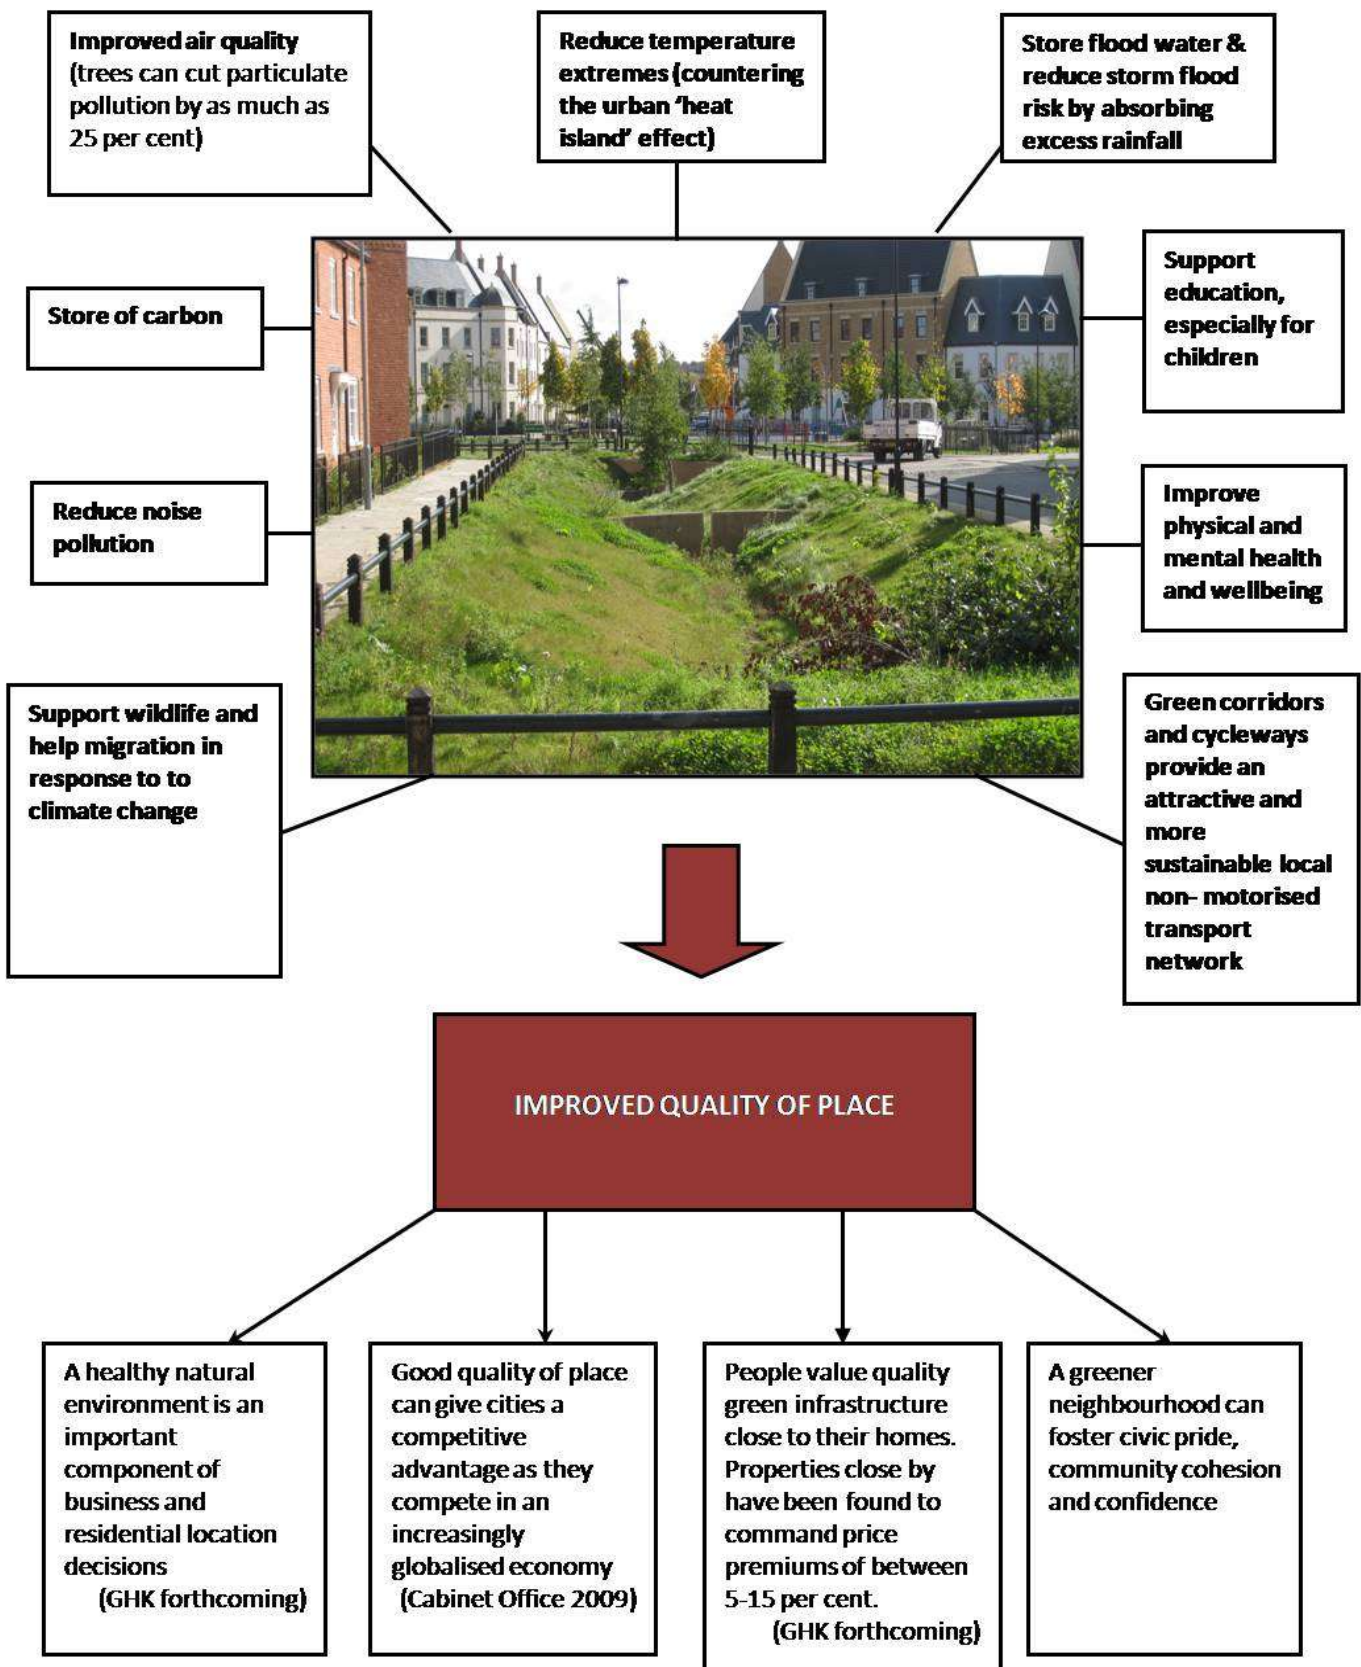 Improved air quality
(trees can cut particulate
pollution by as much as
25 per cent)
Reduce temperature
extremes (countering
the urban ‘heat
island’ effect)
Store flood water &
reduce storm flood
risk by absorbing
excess rainfall
Store of carbon
Support
education,
especially for
children
Reduce noise
pollution
Improve
physical and
mental health
and wellbeing
Support wildlife and
help migration in
response to to
climate change
Green corridors
and cycleways
provide an
attractive and
more
sustainable local
non- motorised
transport
network
IMPROVED QUALITY OF PLACE
A healthy natural
environment is an
important
component of
business and
residential location
decisions
(GHK forthcoming)
Good quality of place
can give cities a
competitive
advantage as they
compete in an
increasingly
globalised economy
(Cabinet Office 2009)
People value quality
green infrastructure
close to their homes.
Properties close by
have been found to
command price
premiums of between
5-15 per cent.
(GHK forthcoming)
A greener
neighbourhood can
foster civic pride,
community cohesion
and confidence